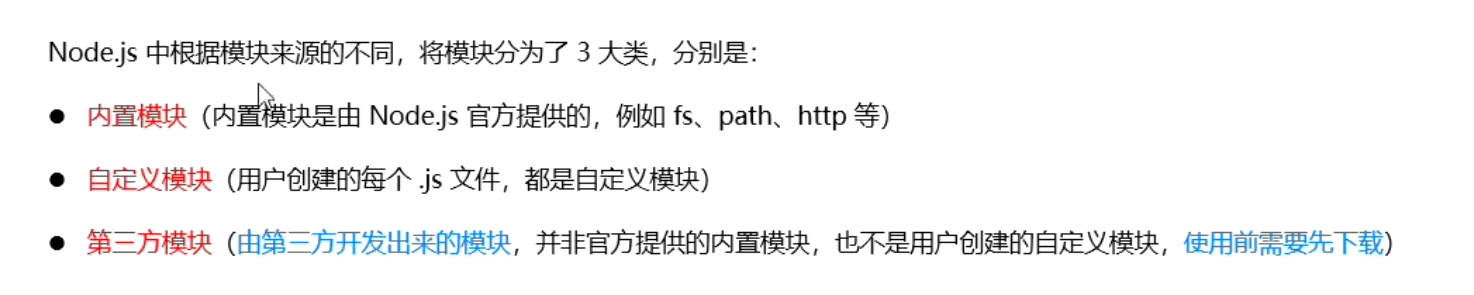 Node.js 中根据模块来源的不同，将模块分为了 3 大类，分别是：
● 内置模块（内置模块是由 Node.js 官方提供的，例如 fs、path、http 等）
● 自定义模块（用户创建的每个 .js 文件，都是自定义模块）
● 第三方模块（由第三方开发出来的模块，并非官方提供的内置模块，也不是用户创建的自定义模块，使用前需要先下载）